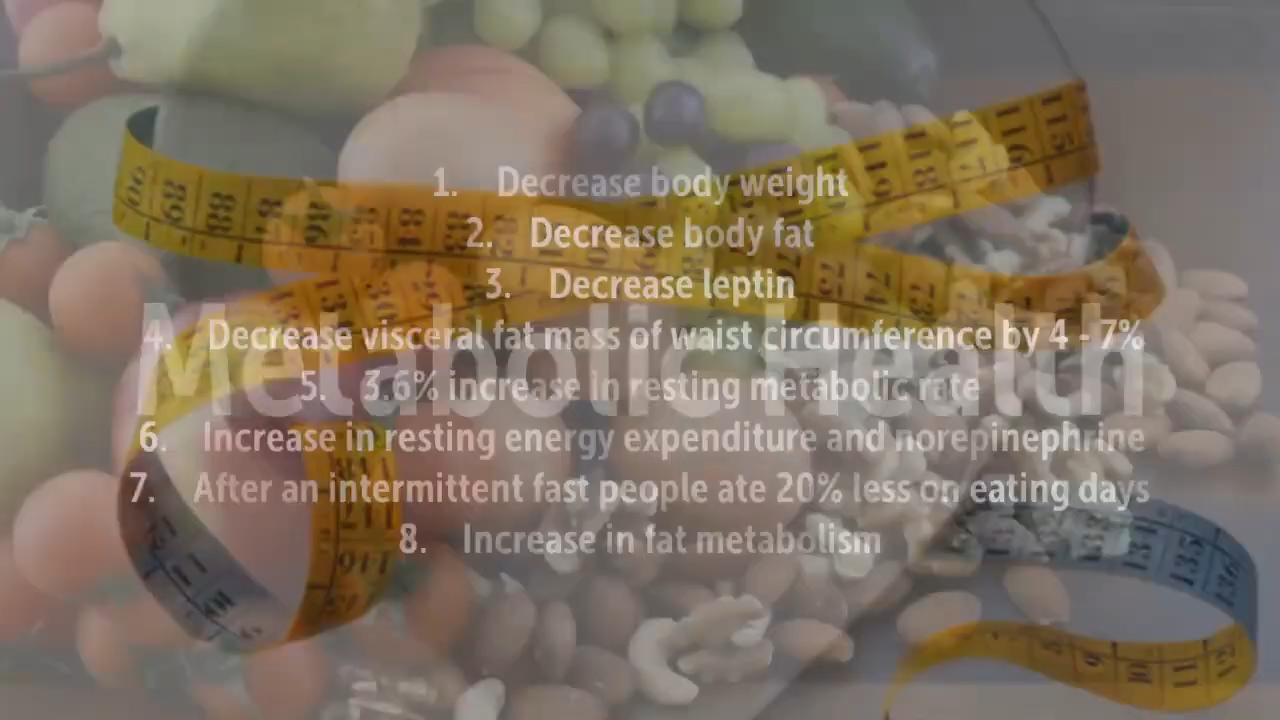 1. Decrease body weight
2. Decrease body fat
3. Decrease leptin
Metabolic Health
4. Decrease visceral fat mass of waist circumference by 4 - 7%
5. 3.6% increase in resting metabolic rate
6. Increase in resting energy expenditure and norepinephrine
7. After an intermittent fast people ate 20% less on eating days
8. Increase in fat metabolism